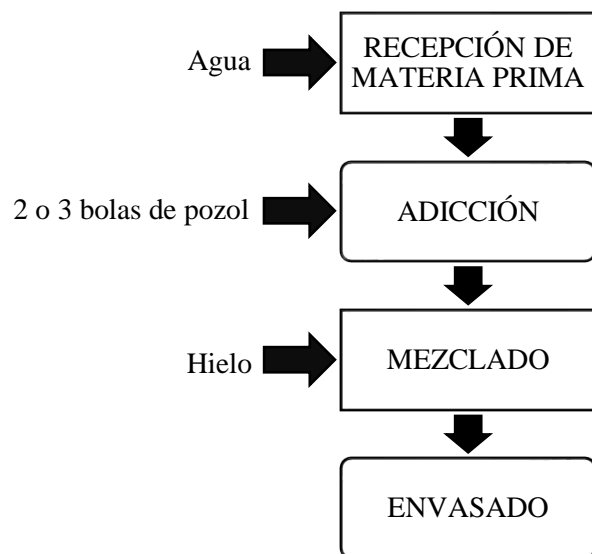 Agua
RECEPCIÓN DE
MATERIA PRIMA
2 o 3 bolas de pozol
ADICCIÓN
Hielo
MEZCLADO
ENVASADO